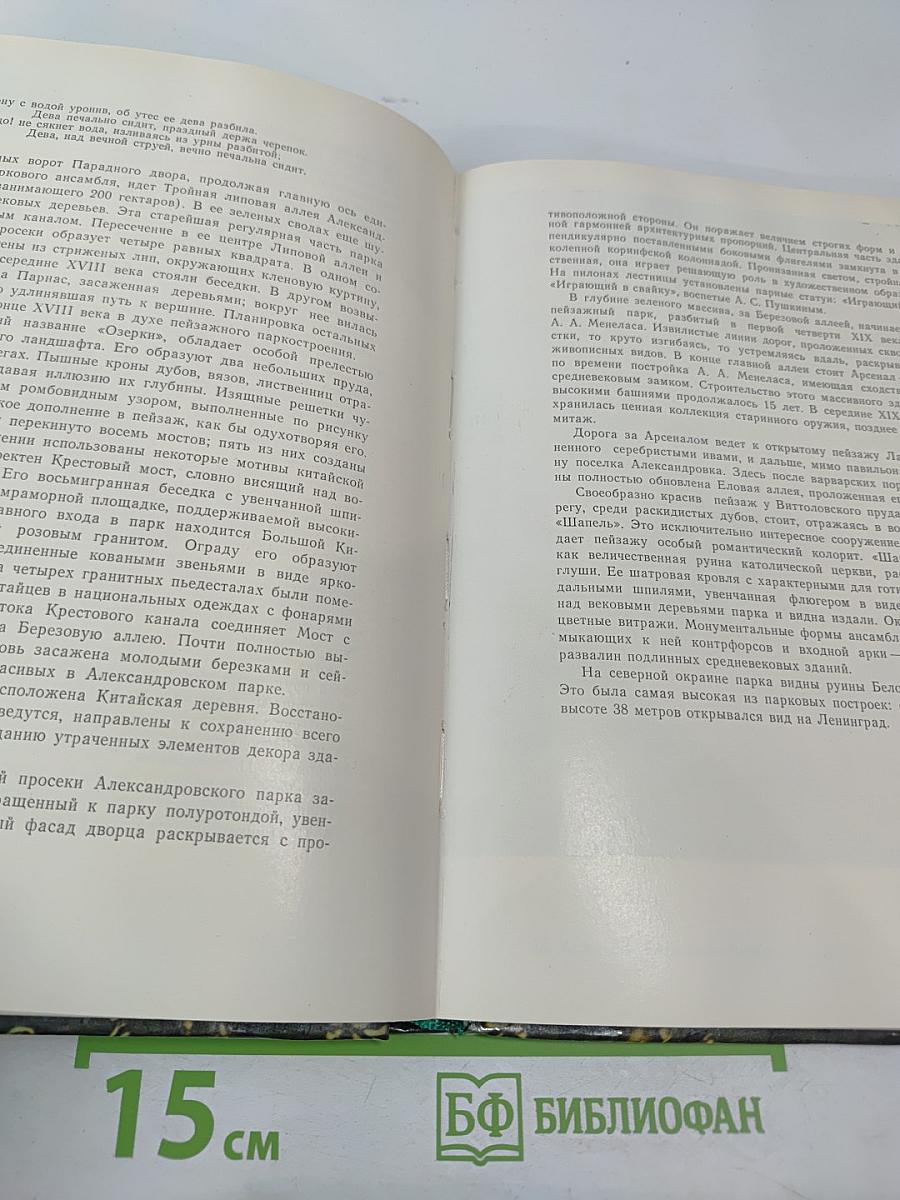 ну с водой уронив, об утес ее дева разбила.
Дева печально сидит, праздный держа черепок.
до! не сякнет вода, изливаясь из урны разбитой;
Дева, над вечной струей, вечно печальна сидит.
ных ворот Парадного двора, продолжая главную ось еди-
ркового ансамбля, идет Тройная липовая аллея Александ-
занимающего 200 гектаров). В ее зеленых сводах еще шу-
ековых деревьев. Эта старейшая регулярная часть парка
ым каналом. Пересечение в ее центре Липовой аллеи и
росеки образует четыре равных квадрата. В одном со-
ены из стриженых лип, окружающих кленовую куртину,
середине XVIII века стояли беседки. В другом возвы-
а Парнас, засаженная деревьями; вокруг нее вилась
о удлинявшая путь к вершине. Планировка остальных
онце XVIII века в духе пейзажного паркостроения.
ий название «Озерки», обладает особой прелестью
го ландшафта. Его образуют два небольших пруда,
егах. Пышные кроны дубов, вязов, лиственниц отра-
давая иллюзию их глубины. Изящные решетки чу-
м ромбовидным узором, выполненные по рисунку
кое дополнение в пейзаж, как бы одухотворяя его.
перекинуто восемь мостов; пять из них созданы
ении использованы некоторые мотивы китайской
ректен Крестовый мост, словно висящий над во-
Его восьмигранная беседка с увенчанной шпи-
мраморной площадке, поддерживаемой высоки-
авного входа в парк находится Большой Ки-
розовым гранитом. Ограду его образуют
единенные коваными звеньями в виде ярко-
а четырех гранитных пьедесталах были поме-
тайцев в национальных одеждах с фонарями
тока Крестового канала соединяет Мост с
а Березовую аллею. Почти полностью вы-
овь засажена молодыми березками и сей-
расивых в Александровском парке.
сположена Китайская деревня. Восстано-
ведутся, направлены к сохранению всего
данию утраченных элементов декора зда-
й просеки Александровского парка за-
ращенный к парку полуротондой, увен-
ый фасад дворца раскрывается с про-
тивоположной стороны. Он поражает величием строгих форм и
ной гармонией архитектурных пропорций. Центральная часть зда
пендикулярно поставленными боковыми флигелями замкнута в
колепной коринфской колоннадой. Пронизанная светом, стройна
ственная, она играет решающую роль в художественном обра
На пилонах лестницы установлены парные статуи: «Играющий
«Играющий в свайку», воспетые А. С. Пушкиным.
В глубине зеленого массива, за Березовой аллеей, начинае
пейзажный парк, разбитый в первой четверти XIX века
А. А. Менеласа. Извилистые линии дорог, проложенных скво
стки, то круто изгибаясь, то устремляясь вдаль, раскрыв
живописных видов. В конце главной аллеи стоит Арсенал
по времени постройка А. А. Менеласа, имеющая сходств
средневековым замком. Строительство этого массивного зд
высокими башнями продолжалось 15 лет. В середине XIX
хранилась ценная коллекция старинного оружия, позднее
митаж.
Дорога за Арсеналом ведет к открытому пейзажу Ла
ненного серебристыми ивами, и дальше, мимо павильон
ну поселка Александровка. Здесь после варварских пор
ны полностью обновлена Еловая аллея, проложенная е
Своеобразно красив пейзаж у Виттоловского пруда
регу, среди раскидистых дубов, стоит, отражаясь в во
«Шапель». Это исключительно интересное сооружение
дает пейзажу особый романтический колорит. «Ша
как величественная руина католической церкви, ра
глуши. Ее шатровая кровля с характерными для готи
дальными шпилями, увенчанная флюгером в виде
над вековыми деревьями парка и видна издали. Ок
цветные витражи. Монументальные формы ансамбл
мыкающих к ней контрфорсов и входной арки —
развалин подлинных средневековых зданий.
На северной окраине парка видны руины Бело
Это была самая высокая из парковых построек:
высоте 38 метров открывался вид на Ленинград.
15 см
БФ БИБЛИОФАН